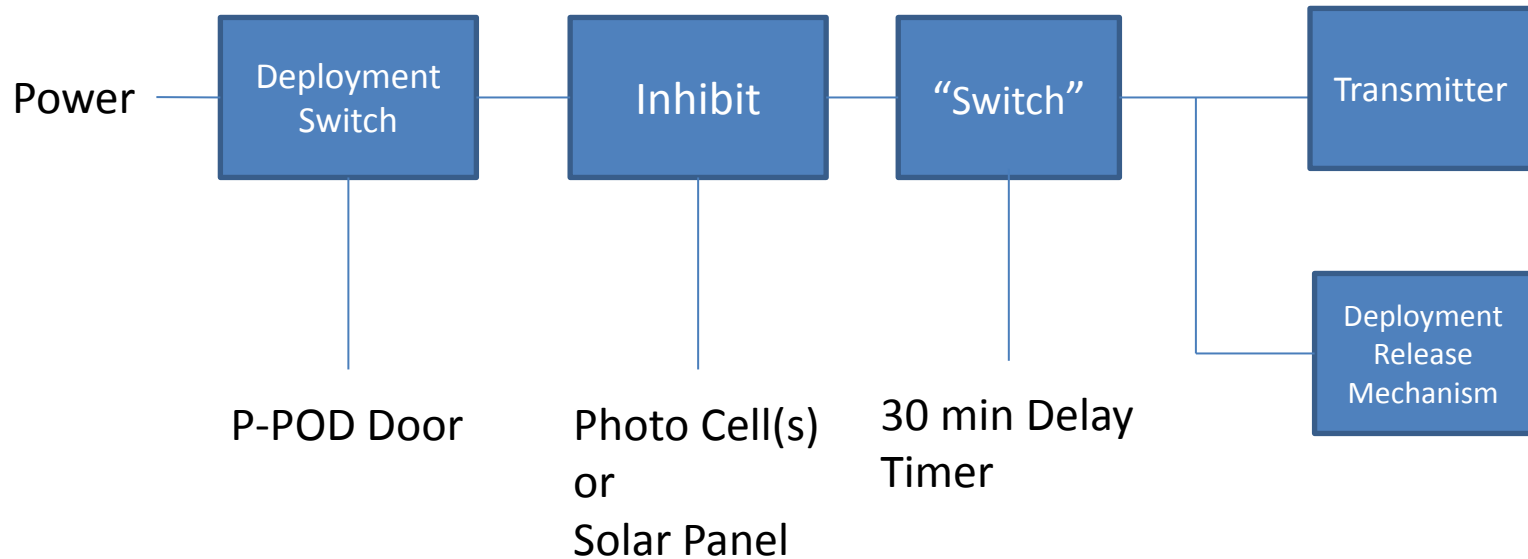 Power
Deployment
Switch
Inhibit
“Switch”
Transmitter
P-POD Door
Photo Cell(s)
or
Solar Panel
30 min Delay
Timer
Deployment
Release
Mechanism